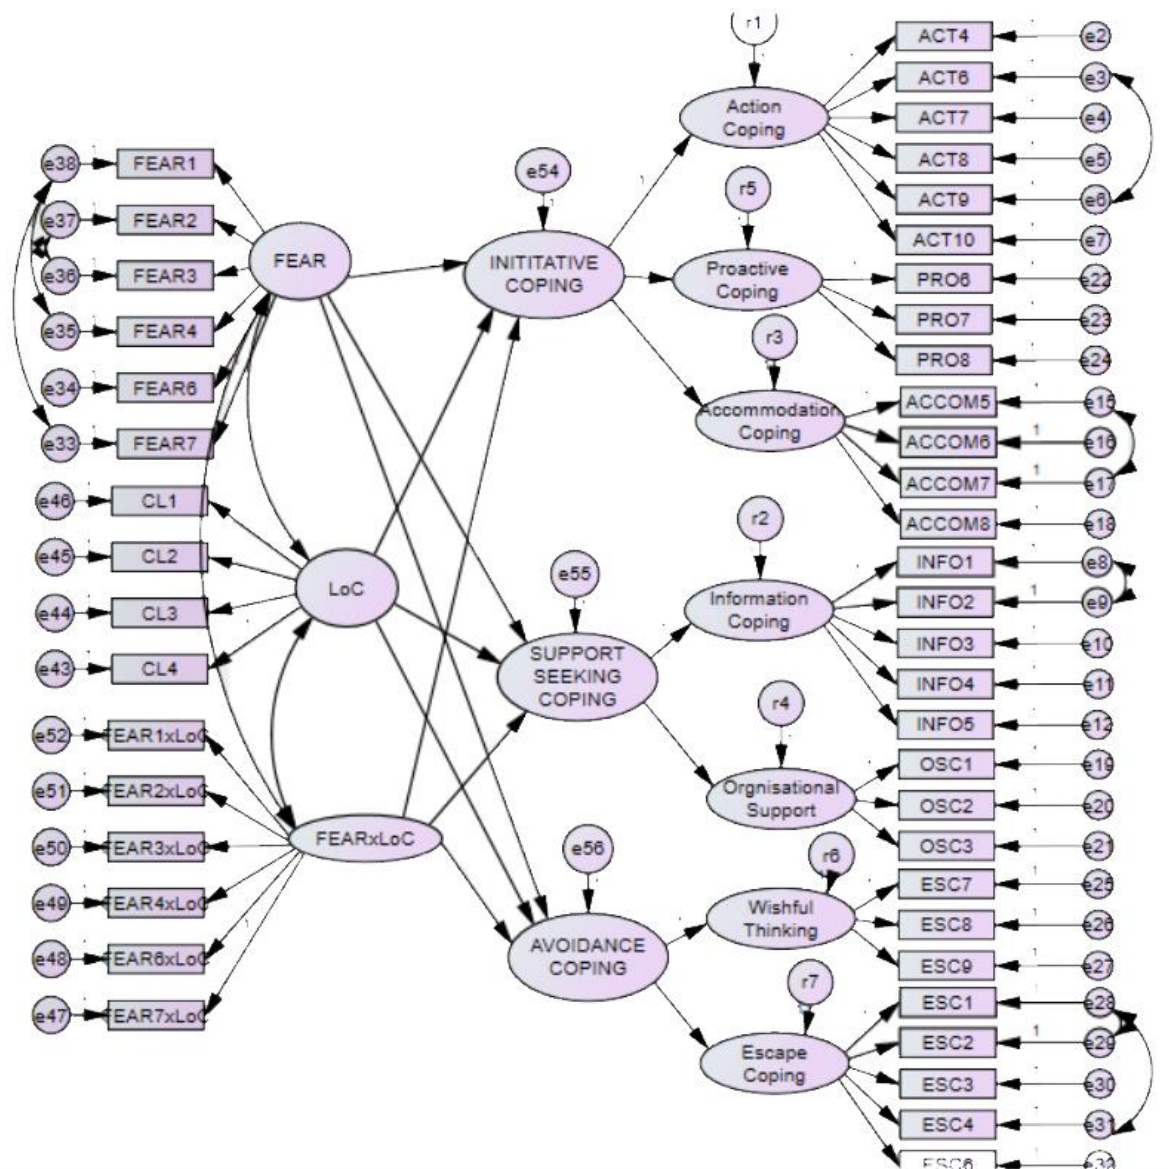 r1
ACT4
e2
ACT6
e3
Action
Coping
ACT7
e4
ACT8
e5
ACT9
e6
ACT10
e7
e38
FEAR1
e37
FEAR2
e36
FEAR3
e35
FEAR4
e34
FEAR6
e33
FEAR7
FEAR
e54
INITITATIVE
COPING
r5
Proactive
Coping
PRO6
e22
PRO7
e23
PRO8
e24
r3
Accommodation
Coping
ACCOM5
e15
ACCOM6
1
e16
ACCOM7
1
e17
ACCOM8
e18
e46
CL1
e45
CL2
e44
CL3
e43
CL4
LoC
r2
Information
Coping
INFO1
e8
INFO2
1
e9
INFO3
e10
INFO4
e11
INFO5
e12
e55
SUPPORT
SEEKING
COPING
r4
Orgnisational
Support
OSC1
e19
OSC2
e20
OSC3
e21
e52
FEAR1xLoC
e51
FEAR2xLoC
e50
FEAR3xLoC
e49
FEAR4xLoC
e48
FEAR6xLoC
e47
FEAR7xLoC
FEARxLoC
e56
AVOIDANCE
COPING
r6
Wishful
Thinking
ESC7
e25
ESC8
e26
ESC9
e27
r7
Escape
Coping
ESC1
e28
ESC2
1
e29
ESC3
e30
ESC4
e31
ESC6
e32